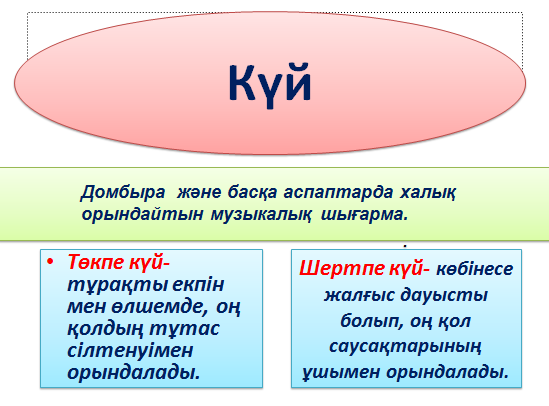 Күй
Домбыра және басқа аспаптарда халық
орындайтын музыкалық шығарма.
• Төкпе күй-
тұрақты екпін
мен өлшемде, оң
қолдың тұтас
сілтенуімен
орындалады.
Шертпе күй- көбінесе
жалғыс дауысты
болып, оң қол
саусақтарының
ұшымен орындалады.